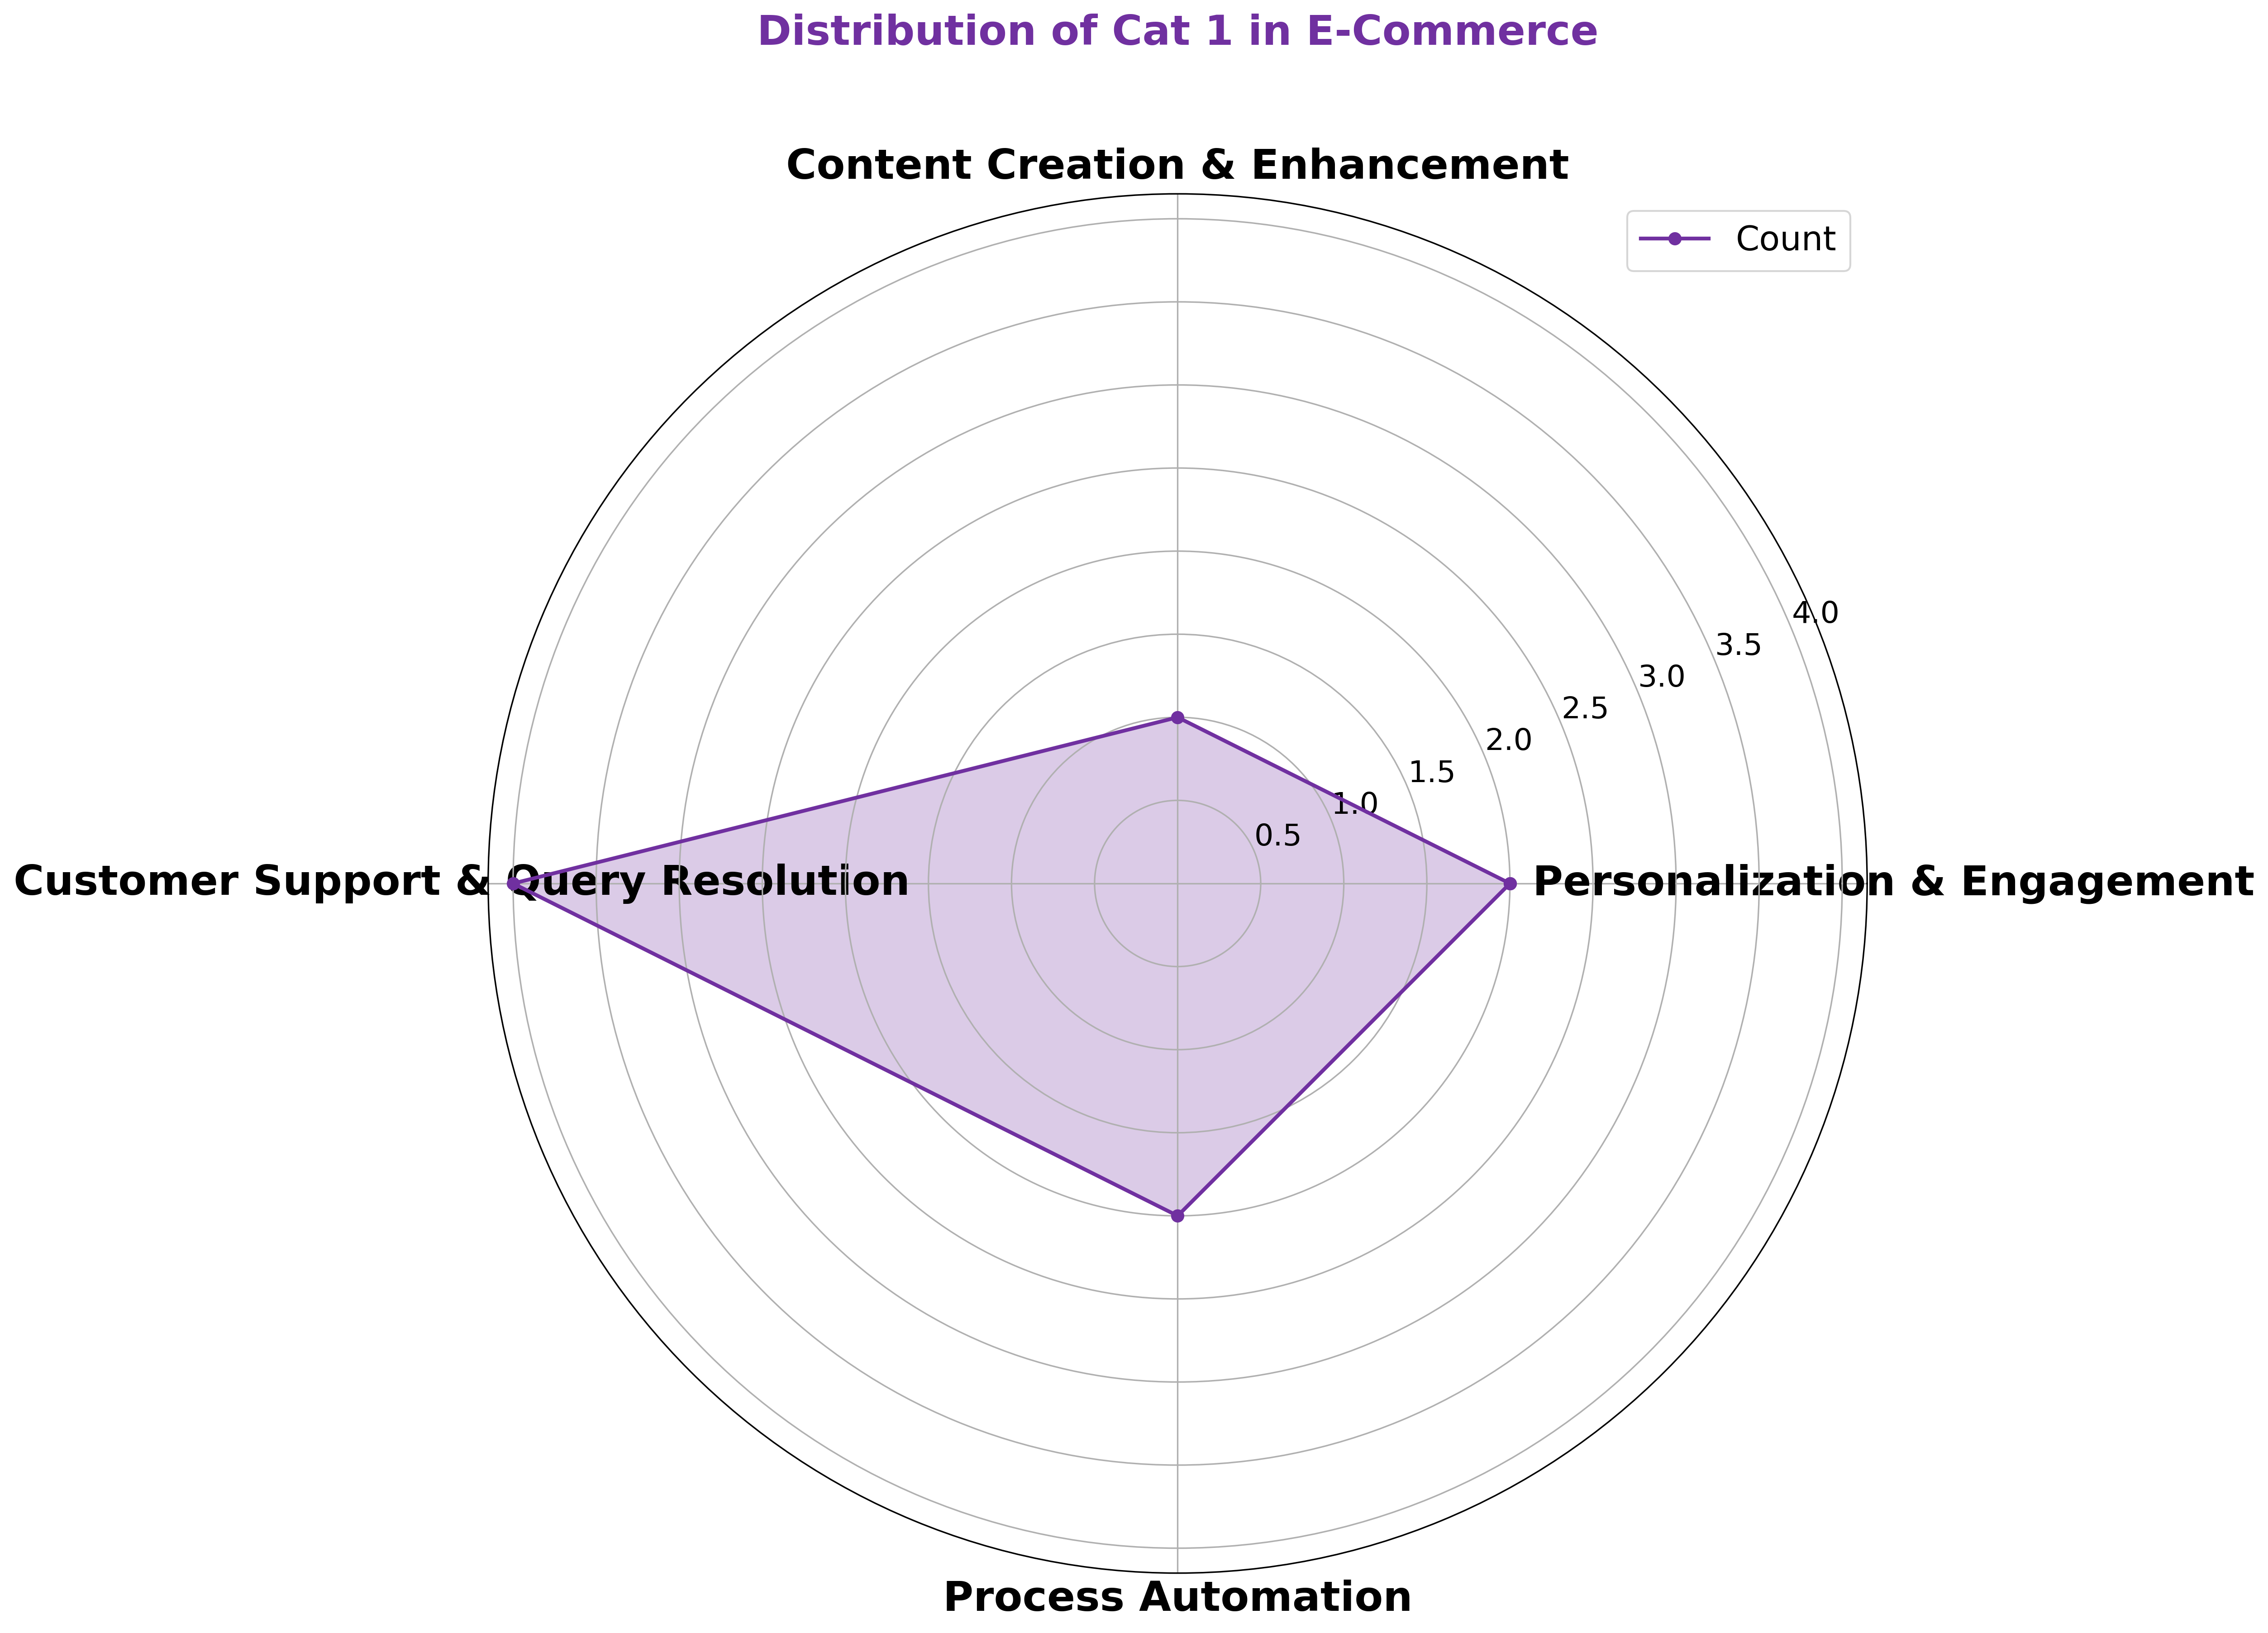 Distribution of Cat 1 in E-Commerce
Content Creation & Enhancement
Count
4.0
3.5
3.0
2.5
2.0
1.5
1.0
0.5
Customer Support & Query Resolution
Personalization & Engagement
Process Automation